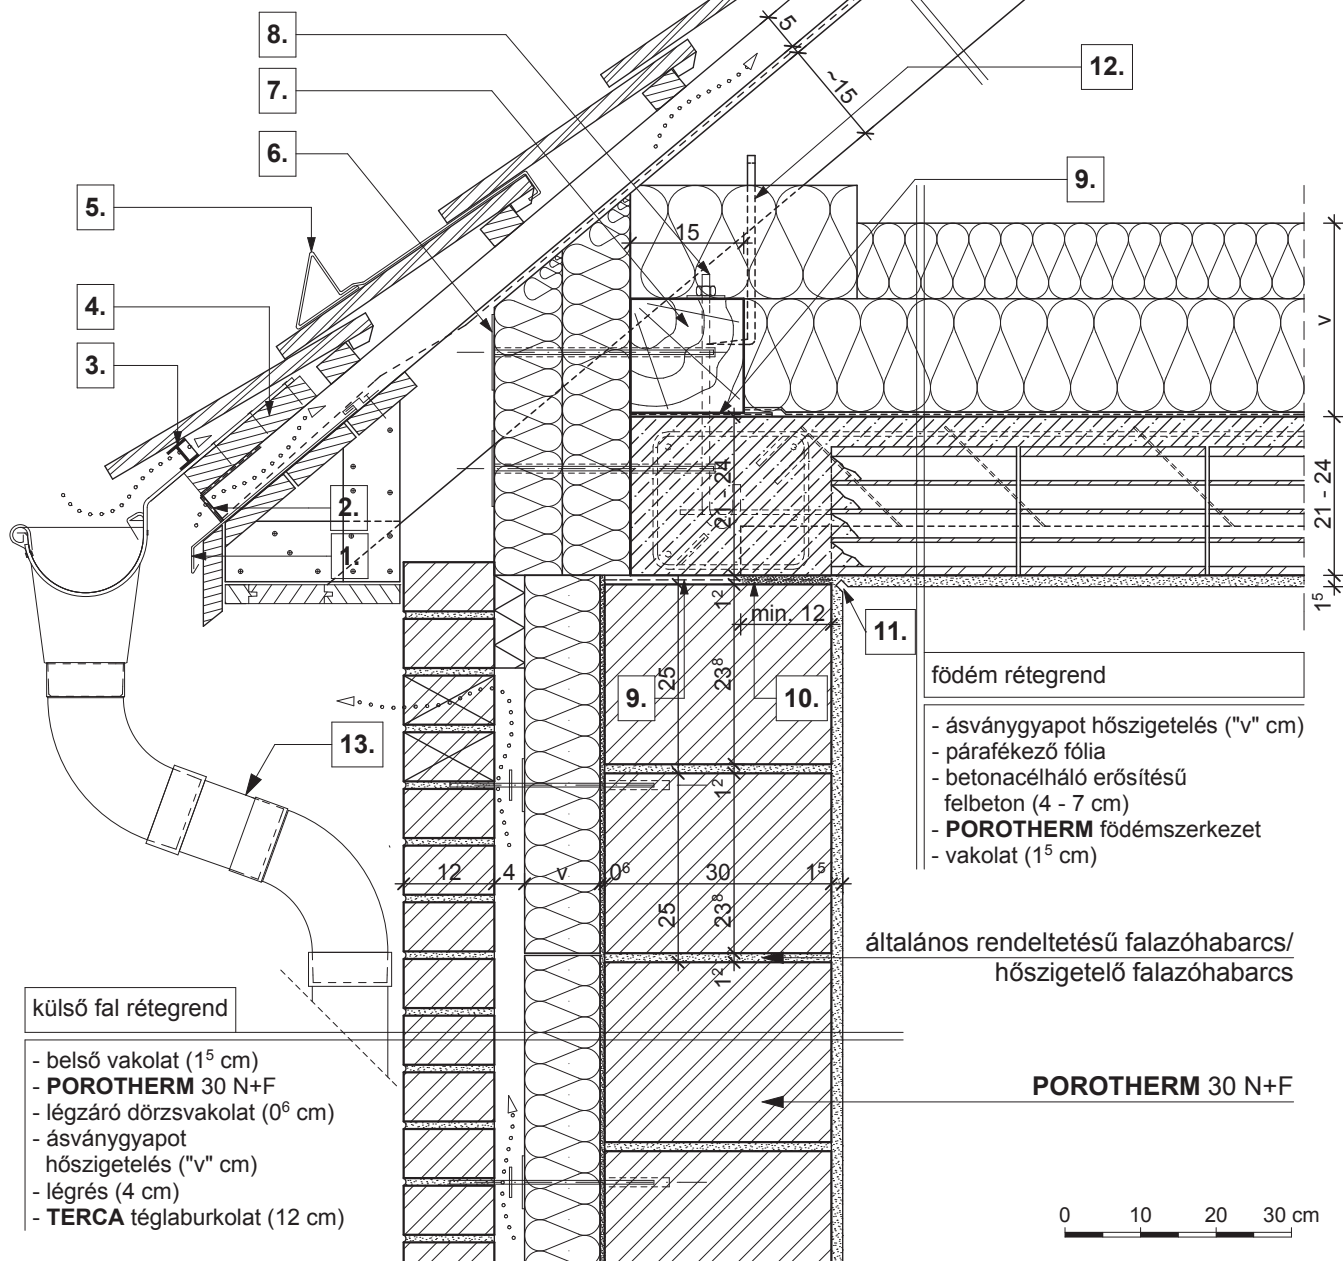 8.
7.
6.
5.
4.
3.
2.
1.
12.
9.
5
~15
15
v
21 - 24
21 - 24
1⁵
1²
min. 12
11.
25
23⁸
9.
10.
13.
1²
12
4
v
0⁶
30
1⁵
25
23⁸
1²
födém rétegrend
- ásványgyapot hőszigetelés ("v" cm)
- párafékező fólia
- betonacélháló erősítésű
felbeton (4 - 7 cm)
- POROTHERM födémszerkezet
- vakolat (1⁵ cm)
általános rendeltetésű falazóhabarcs/
hőszigetelő falazóhabarcs
POROTHERM 30 N+F
külső fal rétegrend
- belső vakolat (1⁵ cm)
- POROTHERM 30 N+F
- légzáró dörzsvakolat (0⁶ cm)
- ásványgyapot
hőszigetelés ("v" cm)
- légrés (4 cm)
- TERCA téglaburkolat (12 cm)
0 10 20 30 cm